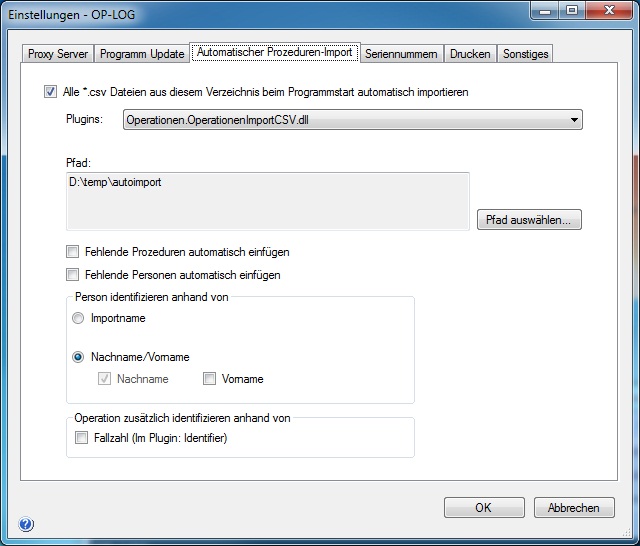 Einstellungen - OP-LOG
Proxy Server Programm Update Automatischer Prozeduren-Import Seriennummern Drucken Sonstiges
Alle *.csv Dateien aus diesem Verzeichnis beim Programmstart automatisch importieren
Plugins: Operationen.OperationenImportCSV.dll
Pfad:
D:\temp\autoimport
Pfad auswählen...
Fehlende Prozeduren automatisch einfügen
Fehlende Personen automatisch einfügen
Person identifizieren anhand von
Importname
Nachname/Vorname
Nachname Vorname
Operation zusätzlich identifizieren anhand von
Fallzahl (Im Plugin: Identifier)
OK Abbrechen